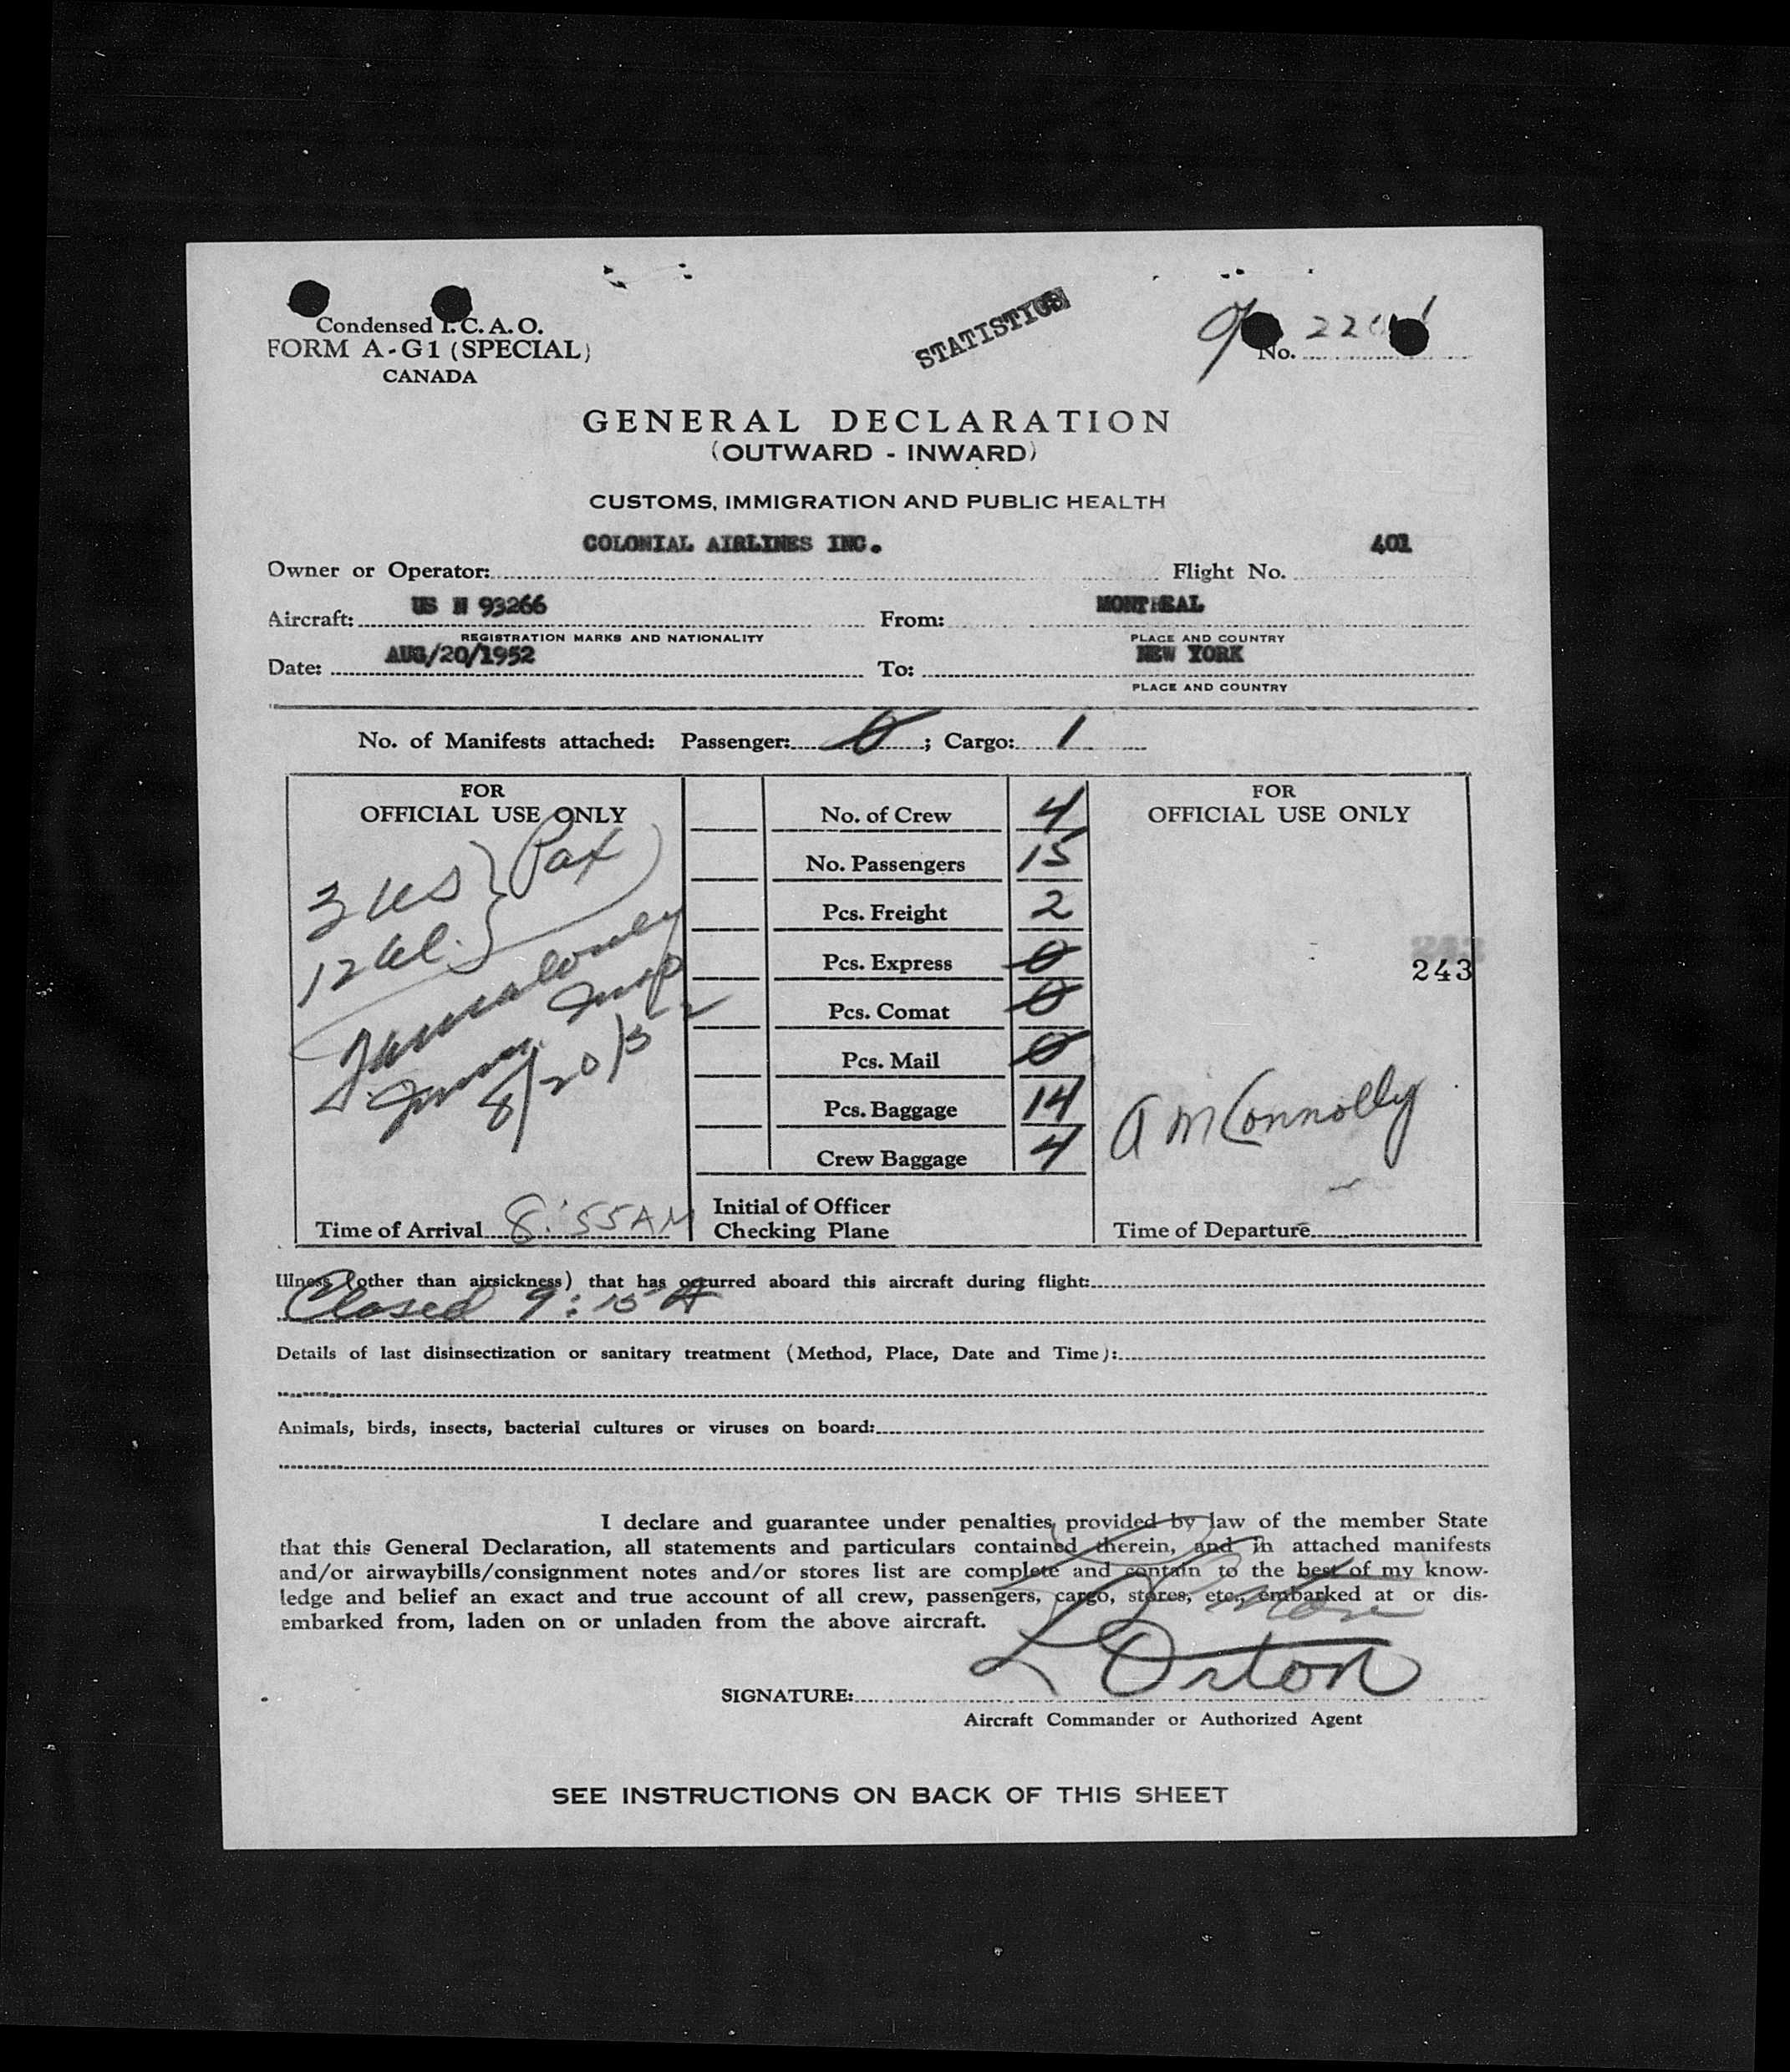 Condensed I.C.A.O.
FORM A-G1 (SPECIAL)
CANADA
STATISTICS
No.
GENERAL DECLARATION
(OUTWARD - INWARD)
CUSTOMS, IMMIGRATION AND PUBLIC HEALTH
Owner or Operator: COLONIAL AIRLINES INC. Flight No. 401
Aircraft: US N 93266 From: MONTREAL
REGISTRATION MARKS AND NATIONALITY PLACE AND COUNTRY
Date: AUG/20/1952 To: NEW YORK
PLACE AND COUNTRY
No. of Manifests attached: Passenger: 0 ; Cargo: 1
FOR
OFFICIAL USE ONLY
3 US } Pax
12 al.
8/20/52
Time of Arrival 8:55 AM
No. of Crew 4
No. Passengers 15
Pcs. Freight 2
Pcs. Express 0
Pcs. Comat 0
Pcs. Mail 0
Pcs. Baggage 14
Crew Baggage 4
Initial of Officer
Checking Plane
FOR
OFFICIAL USE ONLY
243
A M Connolly
Time of Departure
Illness (other than airsickness) that has occurred aboard this aircraft during flight:
Closed 9:15 A
Details of last disinsectization or sanitary treatment (Method, Place, Date and Time):
Animals, birds, insects, bacterial cultures or viruses on board:
I declare and guarantee under penalties provided by law of the member State
that this General Declaration, all statements and particulars contained therein, and in attached manifests
and/or airwaybills/consignment notes and/or stores list are complete and contain to the best of my know-
ledge and belief an exact and true account of all crew, passengers, cargo, stores, etc., embarked at or dis-
embarked from, laden on or unladen from the above aircraft.
SIGNATURE: L Orton
Aircraft Commander or Authorized Agent
SEE INSTRUCTIONS ON BACK OF THIS SHEET